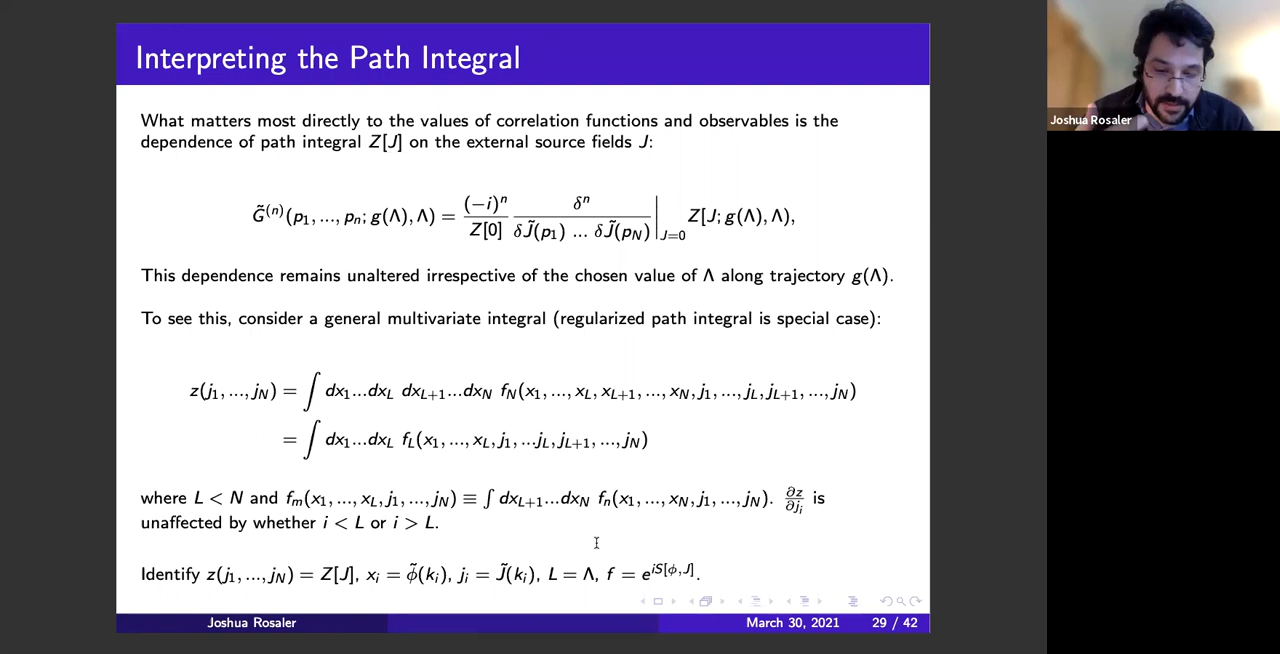 Interpreting the Path Integral
Joshua Rosaler
What matters most directly to the values of correlation functions and observables is the
dependence of path integral Z[J] on the external source fields J:
G̃⁽ⁿ⁾(p₁, ..., pₙ; g(Λ), Λ) = (−i)ⁿ / Z[0] δⁿ / δJ̃(p₁) ... δJ̃(p_N) |_{J=0} Z[J; g(Λ), Λ),
This dependence remains unaltered irrespective of the chosen value of Λ along trajectory g(Λ).
To see this, consider a general multivariate integral (regularized path integral is special case):
z(j₁, ..., j_N) = ∫ dx₁...dx_L dx_{L+1}...dx_N f_N(x₁, ..., x_L, x_{L+1}, ..., x_N, j₁, ..., j_L, j_{L+1}, ..., j_N)
= ∫ dx₁...dx_L f_L(x₁, ..., x_L, j₁, ...j_L, j_{L+1}, ..., j_N)
where L < N and f_m(x₁, ..., x_L, j₁, ..., j_N) ≡ ∫ dx_{L+1}...dx_N f_n(x₁, ..., x_N, j₁, ..., j_N). ∂z/∂j_i is
unaffected by whether i < L or i > L.
Identify z(j₁, ..., j_N) = Z[J], x_i = φ̃(k_i), j_i = J̃(k_i), L = Λ, f = e^{iS[φ,J]}.
Joshua Rosaler March 30, 2021 29 / 42